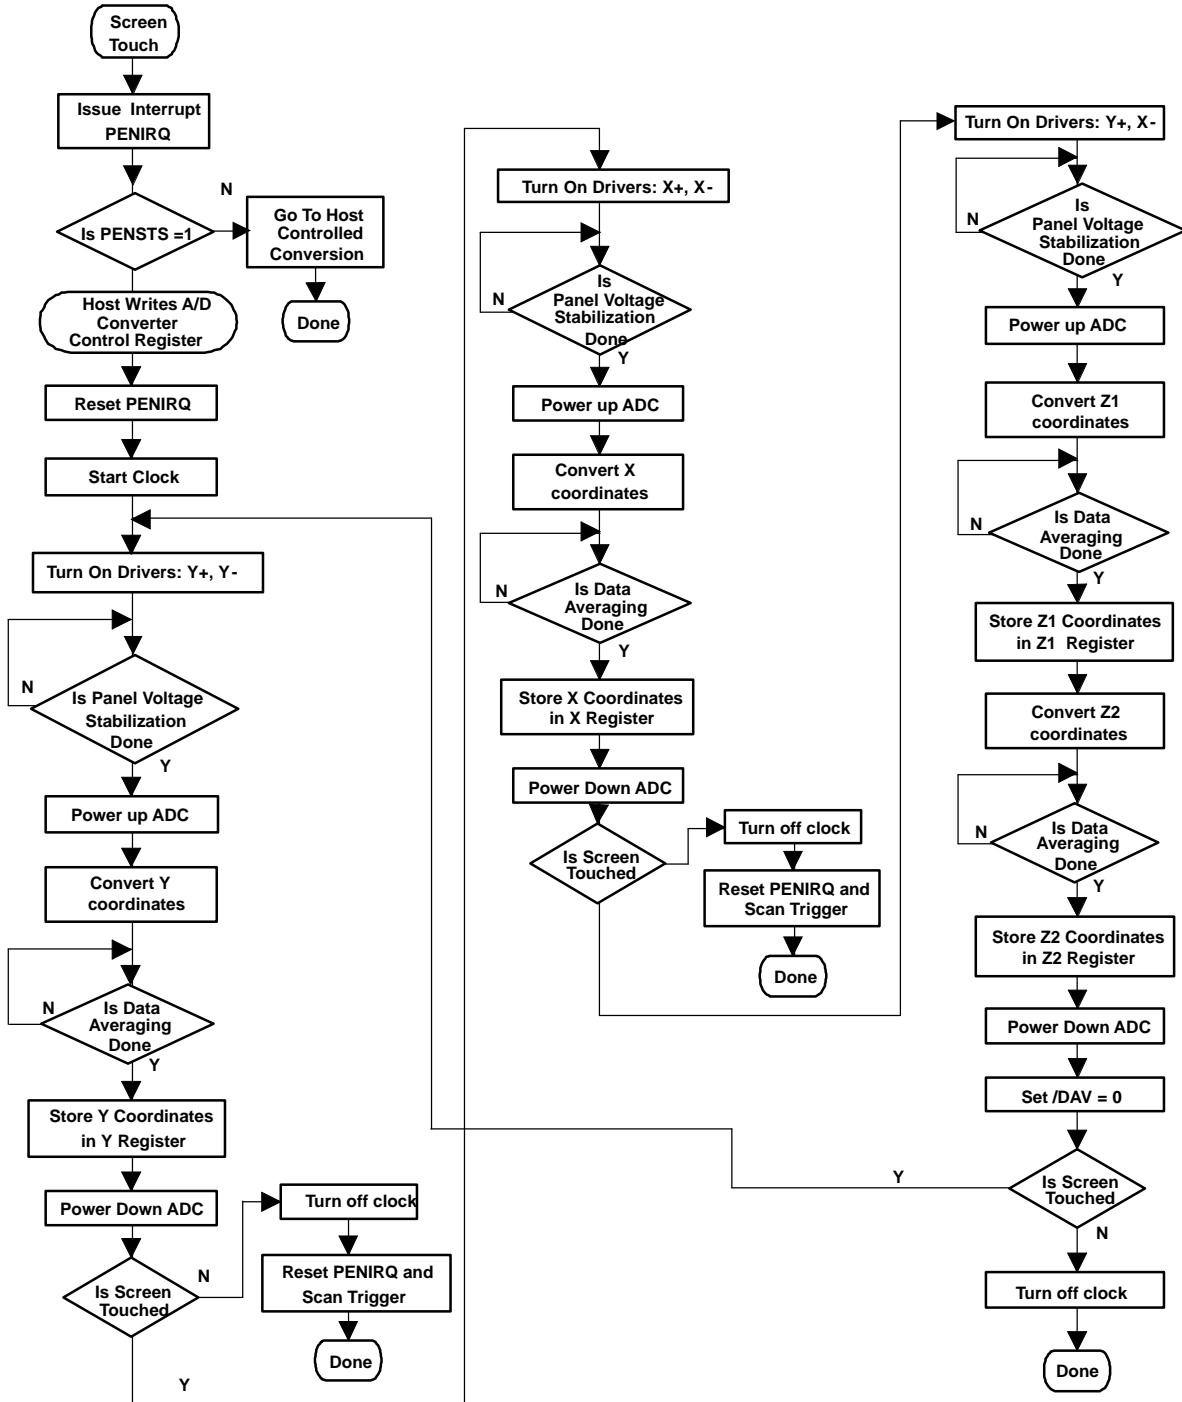 Screen
Touch
Issue Interrupt
PENIRQ
N
Is PENSTS =1
Go To Host
Controlled
Conversion
Done
Host Writes A/D
Converter
Control Register
Reset PENIRQ
Start Clock
Turn On Drivers: Y+, Y-
N
Is Panel Voltage
Stabilization
Done
Y
Power up ADC
Convert Y
coordinates
N
Is Data
Averaging
Done
Y
Store Y Coordinates
in Y Register
Power Down ADC
Is Screen
Touched
N
Turn off clock
Reset PENIRQ and
Scan Trigger
Done
Y
Turn On Drivers: X+, X-
N
Is
Panel Voltage
Stabilization
Done
Y
Power up ADC
Convert X
coordinates
N
Is Data
Averaging
Done
Y
Store X Coordinates
in X Register
Power Down ADC
Is Screen
Touched
Turn off clock
Reset PENIRQ and
Scan Trigger
Done
Turn On Drivers: Y+, X-
N
Is
Panel Voltage
Stabilization
Done
Y
Power up ADC
Convert Z1
coordinates
N
Is Data
Averaging
Done
Y
Store Z1 Coordinates
in Z1 Register
Convert Z2
coordinates
N
Is Data
Averaging
Done
Y
Store Z2 Coordinates
in Z2 Register
Power Down ADC
Set /DAV = 0
Y
Is Screen
Touched
N
Turn off clock
Done